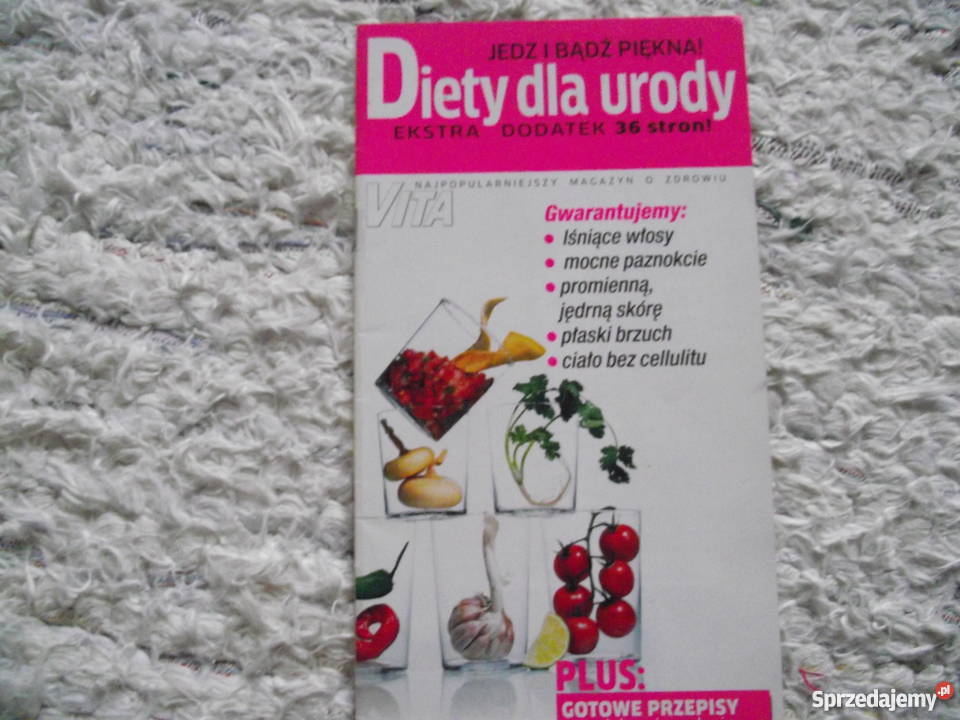 JEDZ I BĄDŹ PIĘKNA!
Diety dla urody
EKSTRA DODATEK 36 stron!
NAJPOPULARNIEJSZY MAGAZYN O ZDROWIU
VITA
Gwarantujemy:
• lśniące włosy
• mocne paznokcie
• promienną,
jędrną skórę
• płaski brzuch
• ciało bez cellulitu
PLUS:
GOTOWE PRZEPISY
Sprzedajemy.pl